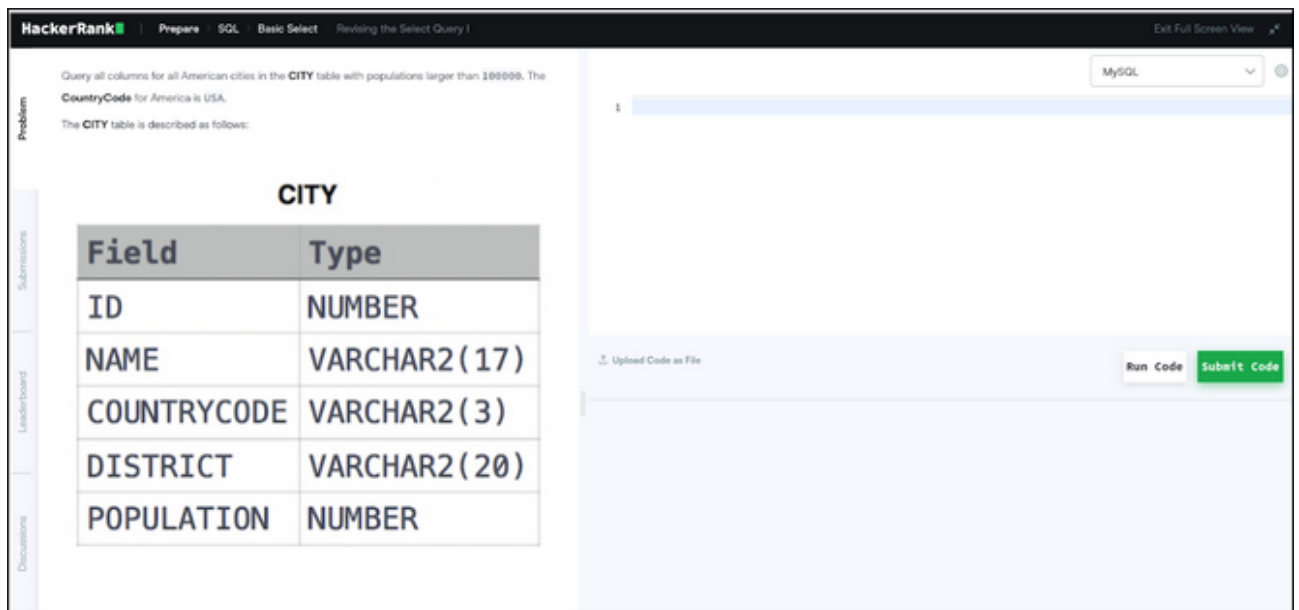 HackerRank | Prepare > SQL > Basic Select > Revising the Select Query I
Exit Full Screen View
Problem
Submissions
Leaderboard
Discussions
Query all columns for all American cities in the CITY table with populations larger than 100000. The
CountryCode for America is USA.
The CITY table is described as follows:
CITY
Field Type
ID NUMBER
NAME VARCHAR2(17)
COUNTRYCODE VARCHAR2(3)
DISTRICT VARCHAR2(20)
POPULATION NUMBER
MySQL
1
Upload Code as File
Run Code
Submit Code